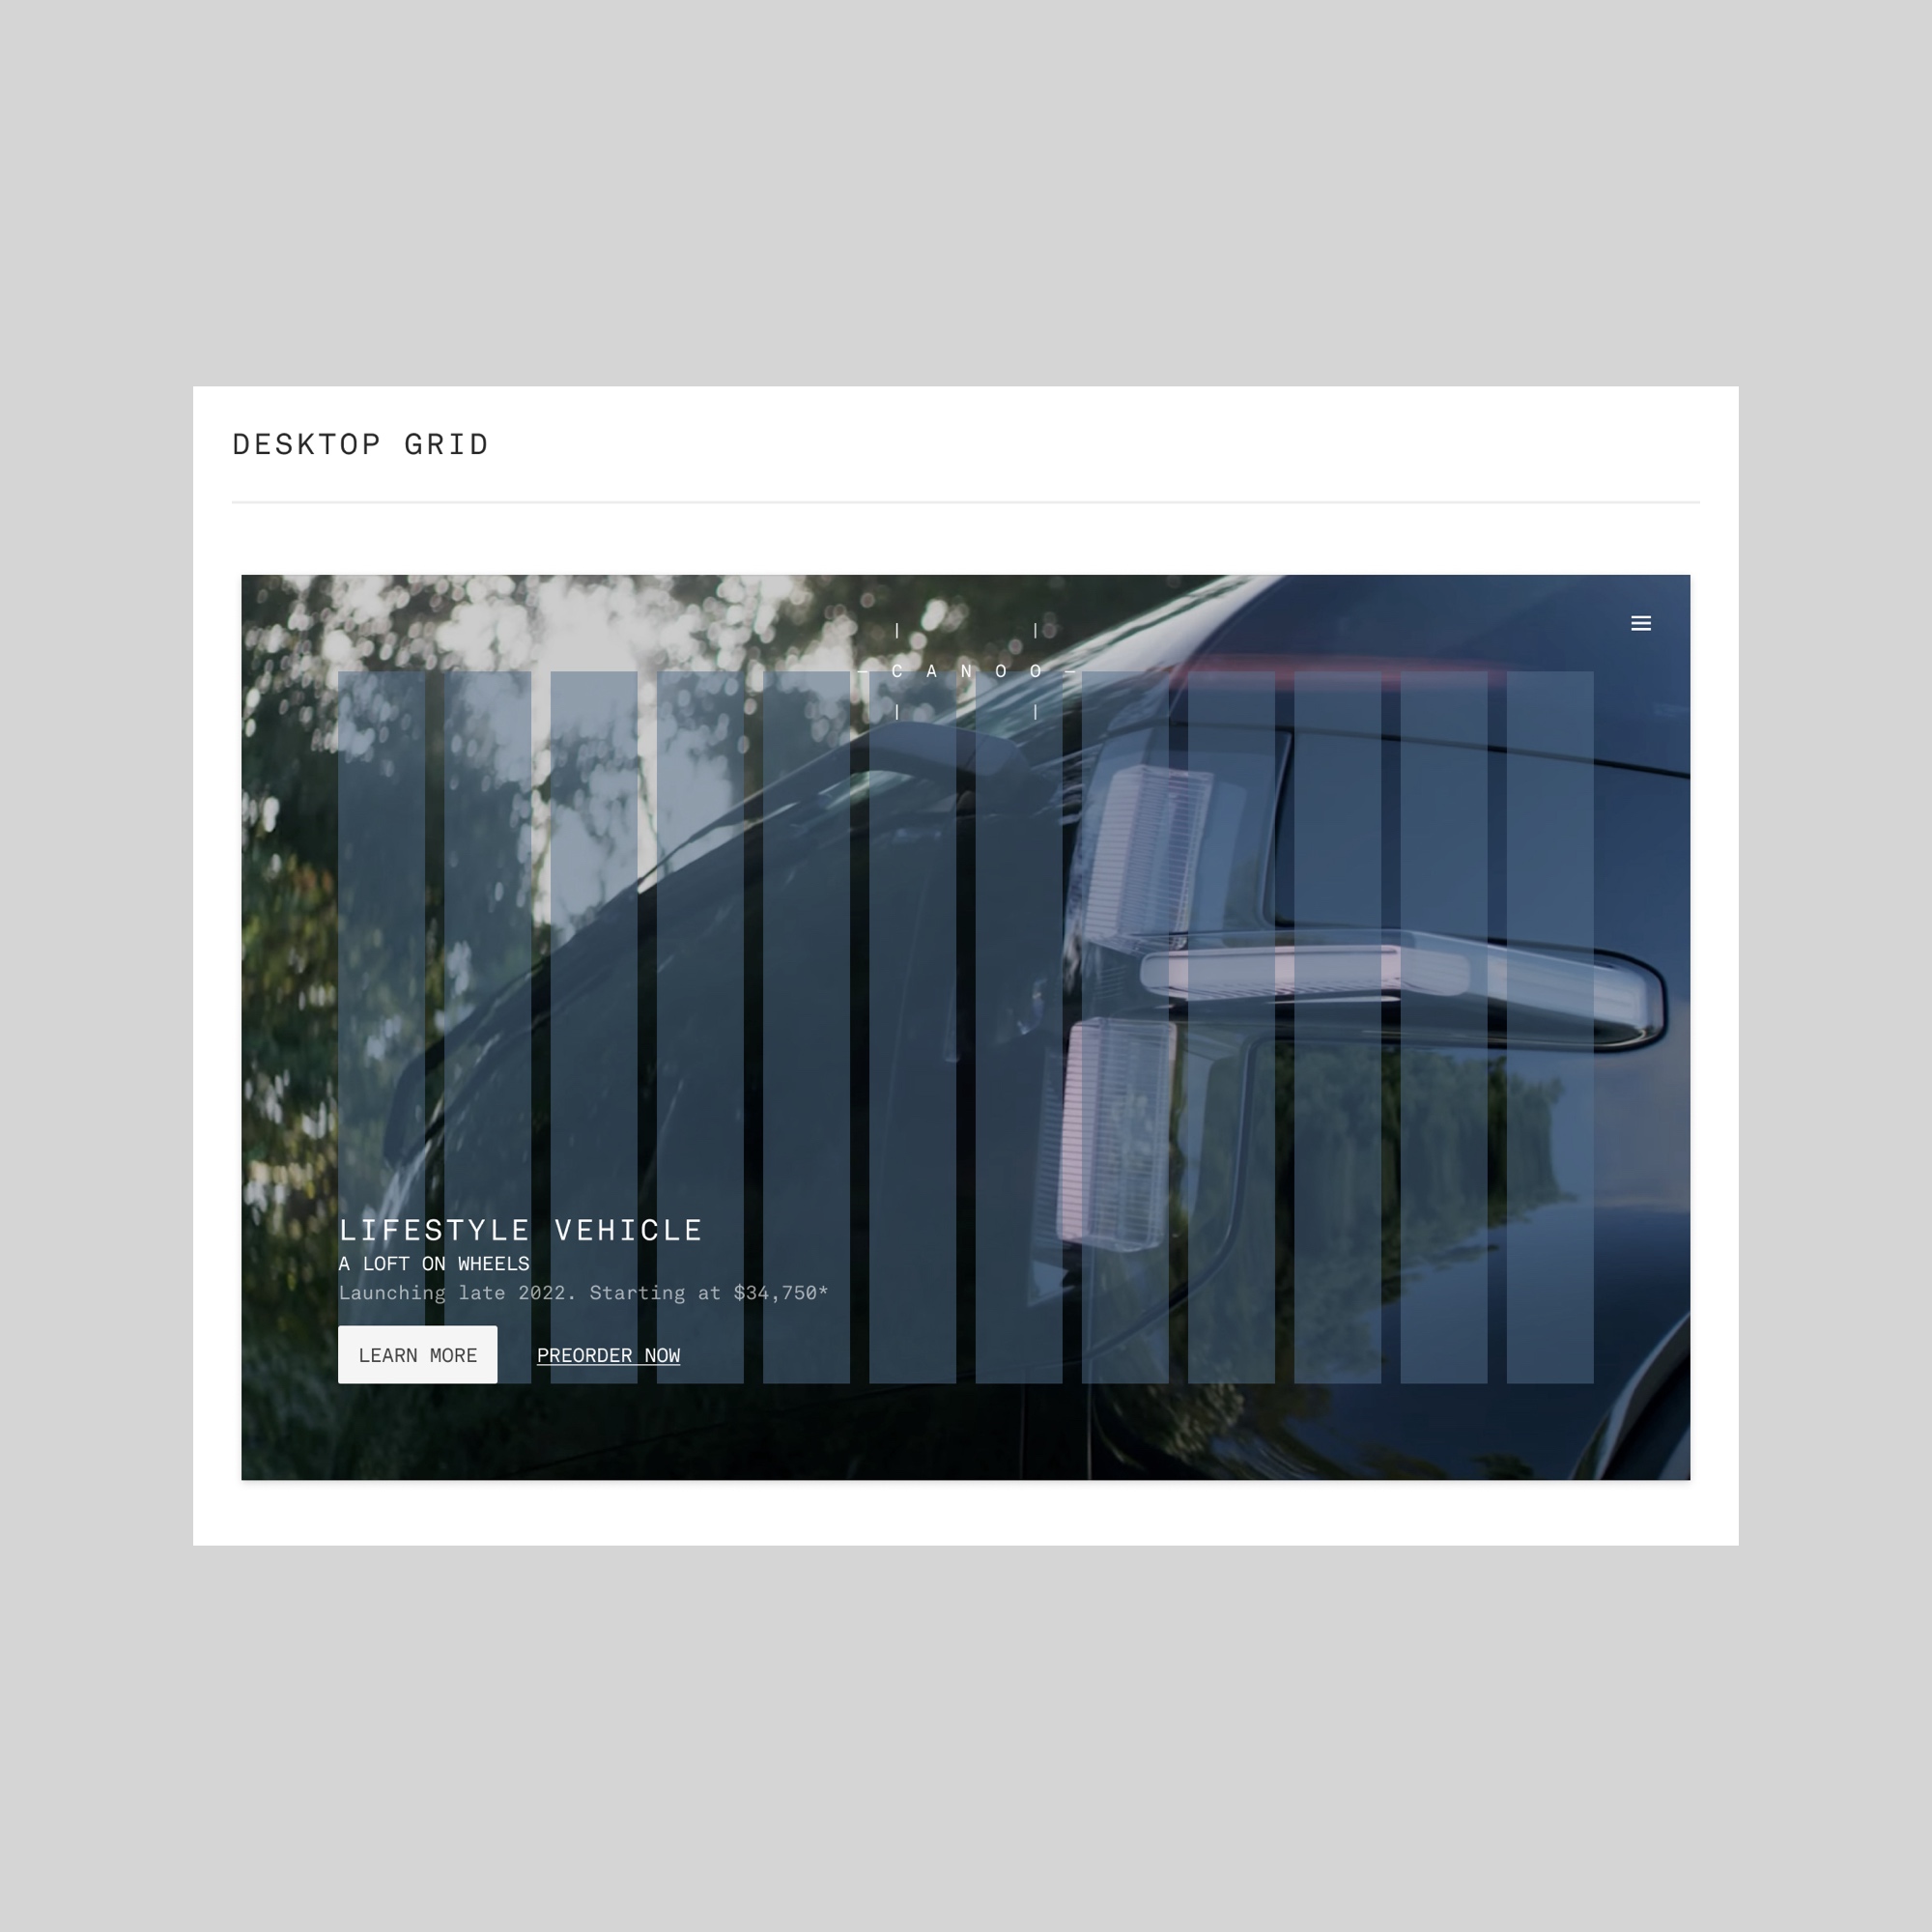 DESKTOP GRID
CANOO
LIFESTYLE VEHICLE
A LOFT ON WHEELS
Launching late 2022. Starting at $34,750*
LEARN MORE PREORDER NOW